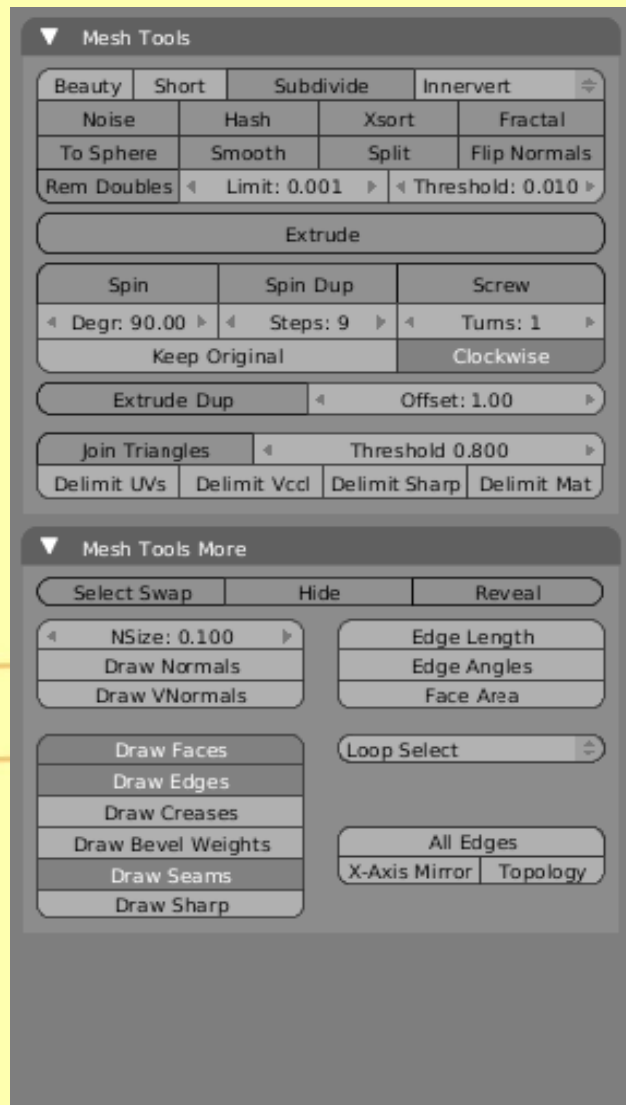 Mesh Tools
Beauty Short Subdivide Innervert
Noise Hash Xsort Fractal
To Sphere Smooth Split Flip Normals
Rem Doubles Limit: 0.001 Threshold: 0.010
Extrude
Spin Spin Dup Screw
Degr: 90.00 Steps: 9 Turns: 1
Keep Original Clockwise
Extrude Dup Offset: 1.00
Join Triangles Threshold 0.800
Delimit UVs Delimit Vccl Delimit Sharp Delimit Mat
Mesh Tools More
Select Swap Hide Reveal
NSize: 0.100 Edge Length
Draw Normals Edge Angles
Draw VNormals Face Area
Draw Faces Loop Select
Draw Edges
Draw Creases
Draw Bevel Weights All Edges
Draw Seams X-Axis Mirror Topology
Draw Sharp